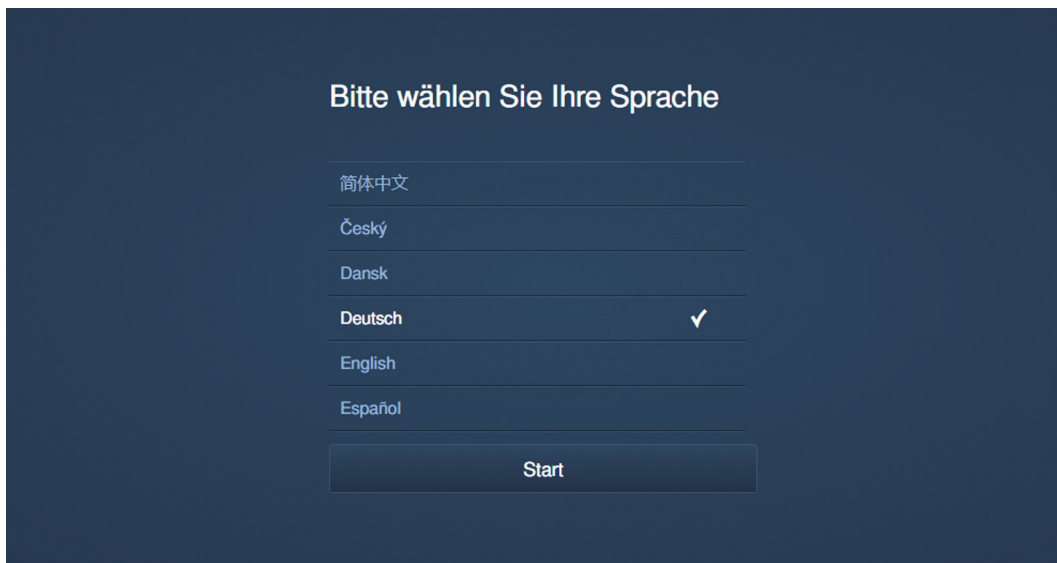 Bitte wählen Sie Ihre Sprache
简体中文
Český
Dansk
Deutsch
English
Español
Start